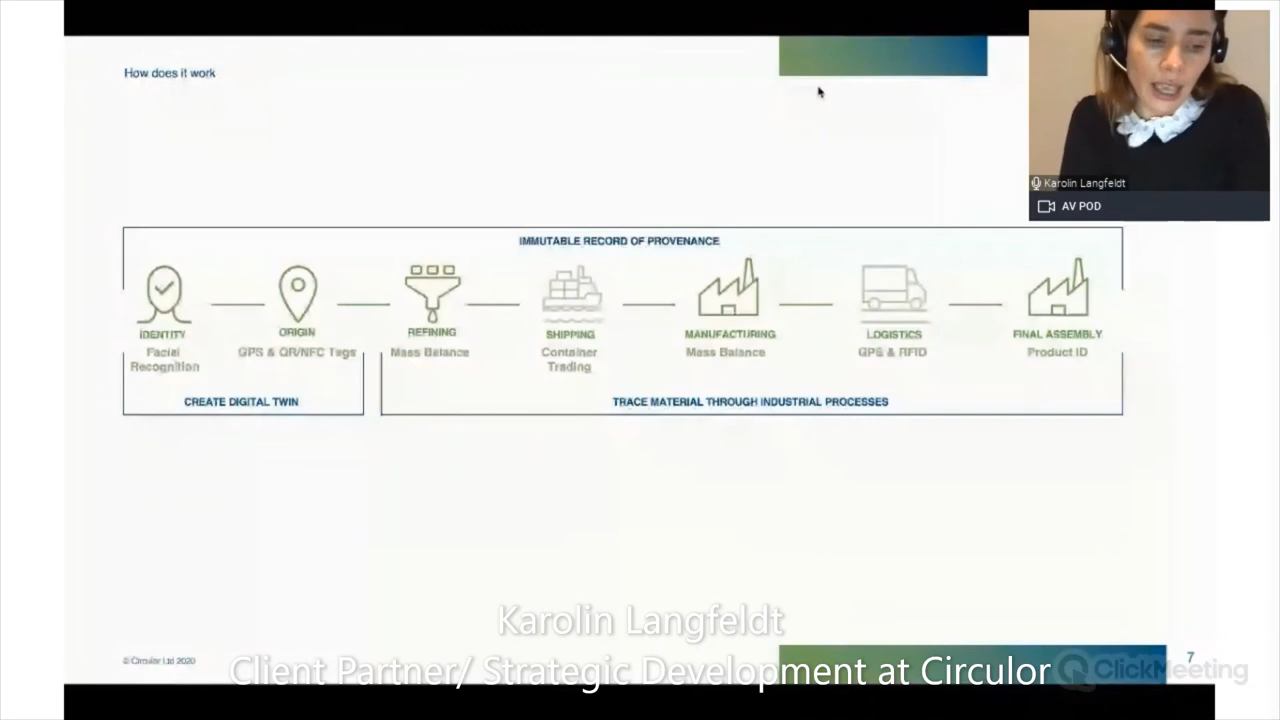 How does it work
Karolin Langfeldt
AV POD
IMMUTABLE RECORD OF PROVENANCE
IDENTITY
Facial
Recognition
ORIGIN
GPS & QR/NFC Tags
REFINING
Mass Balance
SHIPPING
Container
Trading
MANUFACTURING
Mass Balance
LOGISTICS
GPS & RFID
FINAL ASSEMBLY
Product ID
CREATE DIGITAL TWIN
TRACE MATERIAL THROUGH INDUSTRIAL PROCESSES
Karolin Langfeldt
Client Partner/ Strategic Development at Circulor
© Circulor Ltd 2020
7
ClickMeeting